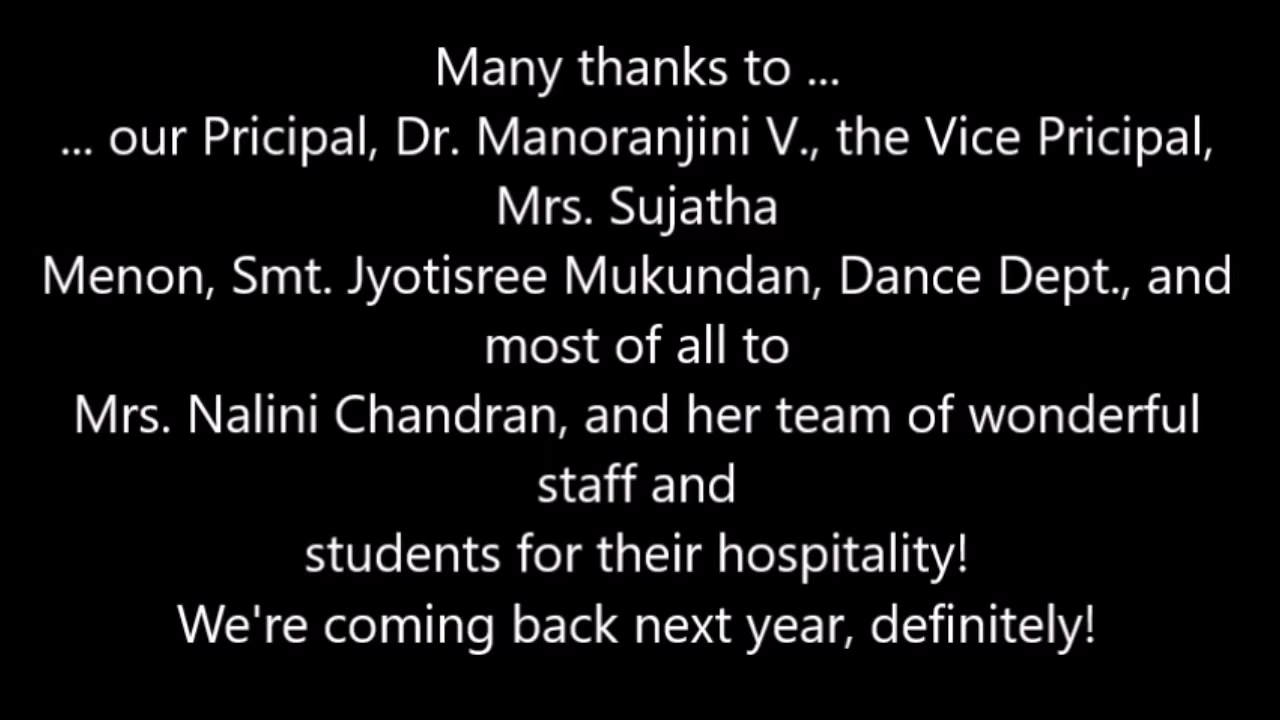 Many thanks to ...
... our Pricipal, Dr. Manoranjini V., the Vice Pricipal,
Mrs. Sujatha
Menon, Smt. Jyotisree Mukundan, Dance Dept., and
most of all to
Mrs. Nalini Chandran, and her team of wonderful
staff and
students for their hospitality!
We're coming back next year, definitely!